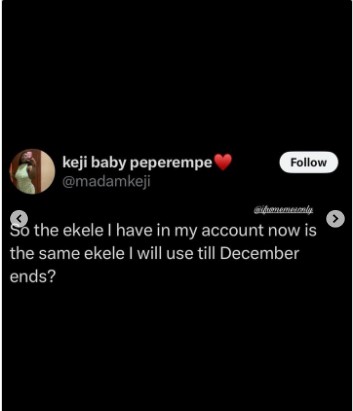 keji baby peperempe❤️
@madamkeji
Follow
@ifunmemesonly
So the ekele I have in my account now is
the same ekele I will use till December
ends?